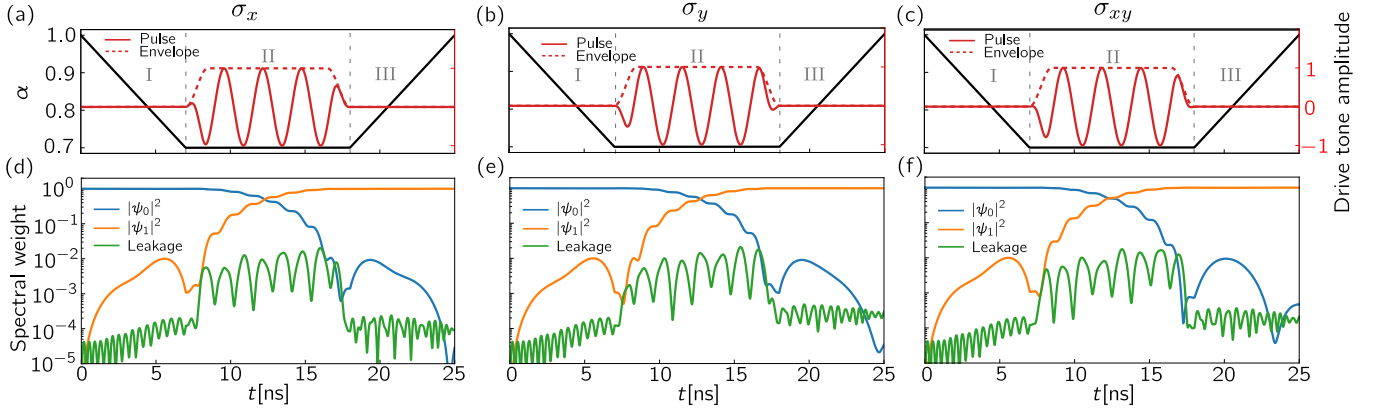 (a) σx (b) σy (c) σxy
Pulse
Envelope
I II III
Pulse
Envelope
I II III
Pulse
Envelope
I II III
α
1.0
0.9
0.8
0.7
1
0
−1
Drive tone amplitude
(d) (e) (f)
Spectral weight
10^0
10^−1
10^−2
10^−3
10^−4
10^−5
|ψ0|^2
|ψ1|^2
Leakage
|ψ0|^2
|ψ1|^2
Leakage
|ψ0|^2
|ψ1|^2
Leakage
0 5 10 15 20 25
0 5 10 15 20 25
0 5 10 15 20 25
t[ns] t[ns] t[ns]